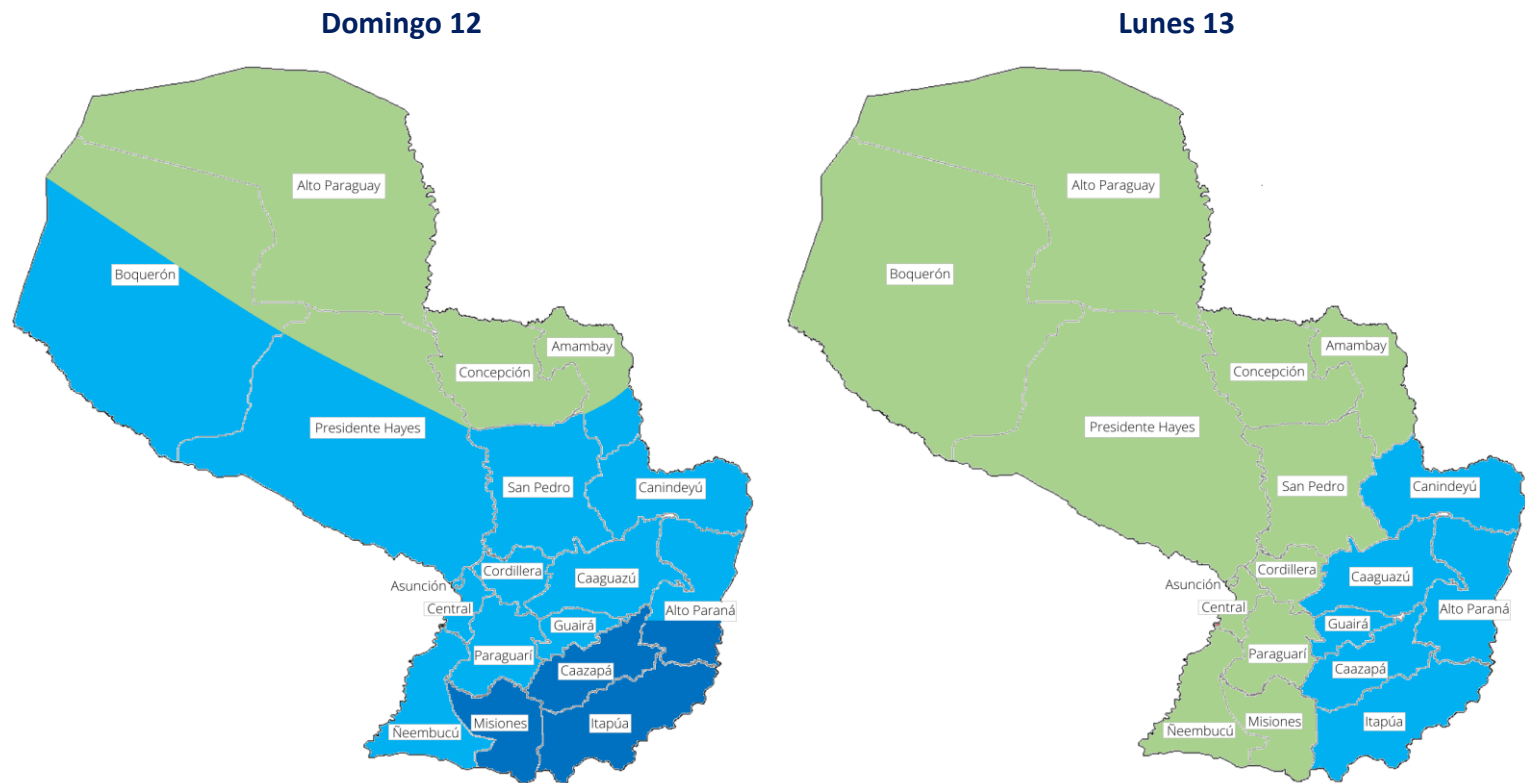 Domingo 12
Alto Paraguay
Boquerón
Amambay
Concepción
Presidente Hayes
San Pedro
Canindeyú
Cordillera
Caaguazú
Asunción
Central
Alto Paraná
Guairá
Paraguarí
Caazapá
Misiones
Itapúa
Ñeembucú
Lunes 13
Alto Paraguay
Boquerón
Amambay
Concepción
Presidente Hayes
San Pedro
Canindeyú
Cordillera
Caaguazú
Asunción
Central
Alto Paraná
Guairá
Paraguarí
Caazapá
Misiones
Itapúa
Ñeembucú